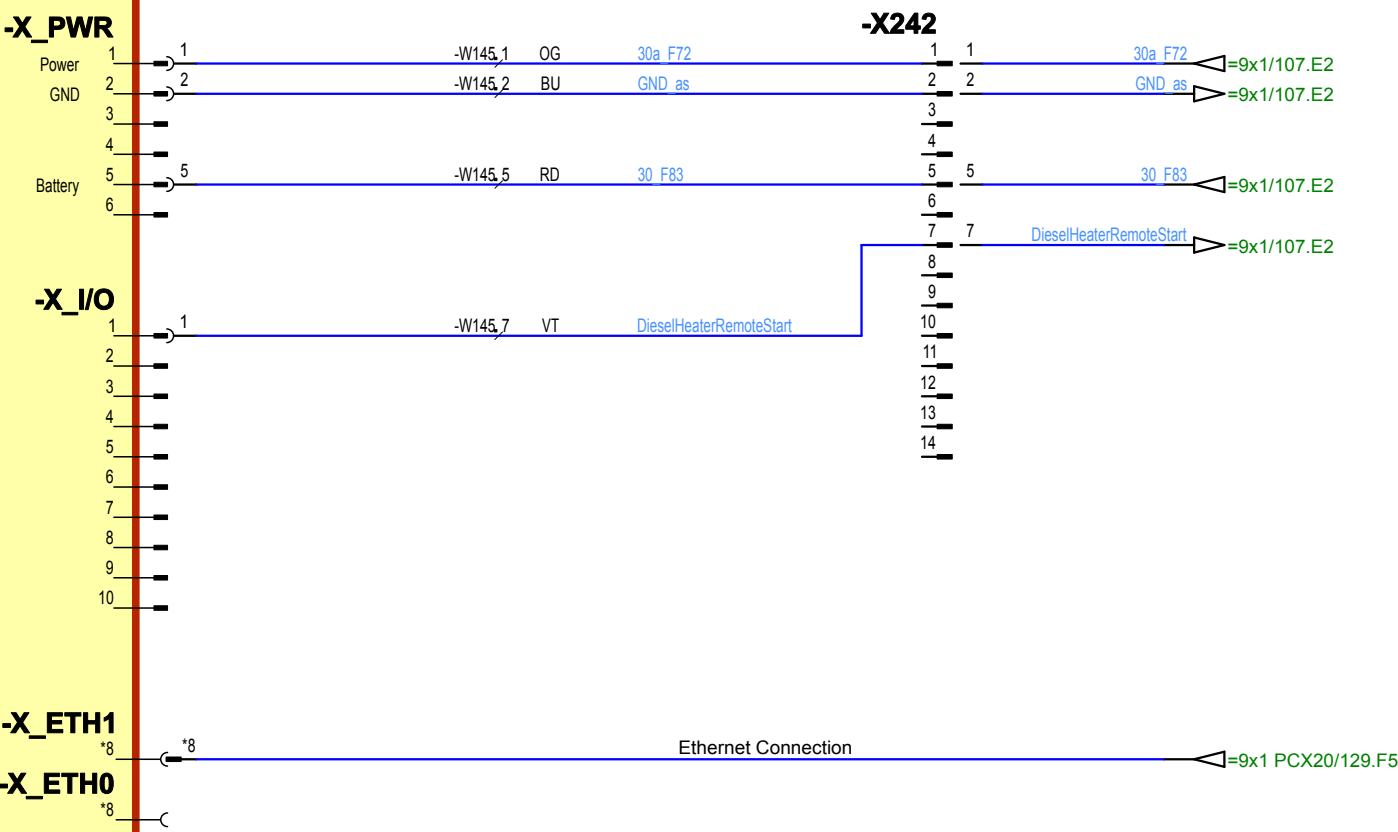 -X_PWR -X242
1 1 -W145.1 OG 30a_F72 1 1 30a_F72
Power =9x1/107.E2
2 2 -W145.2 BU GND_as 2 2 GND_as
GND =9x1/107.E2
3 3
4 4
5 5 -W145.5 RD 30_F83 5 5 30_F83
Battery =9x1/107.E2
6 6
7 7 DieselHeaterRemoteStart
=9x1/107.E2
8
-X_I/O 9
1 1 -W145.7 VT DieselHeaterRemoteStart 10
2 11
3 12
4 13
5 14
6
7
8
9
10
-X_ETH1
*8 *8 Ethernet Connection
=9x1 PCX20/129.F5
-X_ETH0
*8